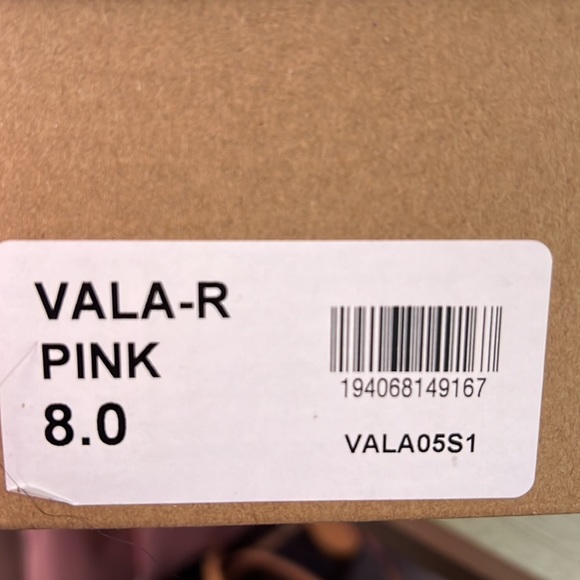 VALA-R
PINK
8.0
194068149167
VALA05S1